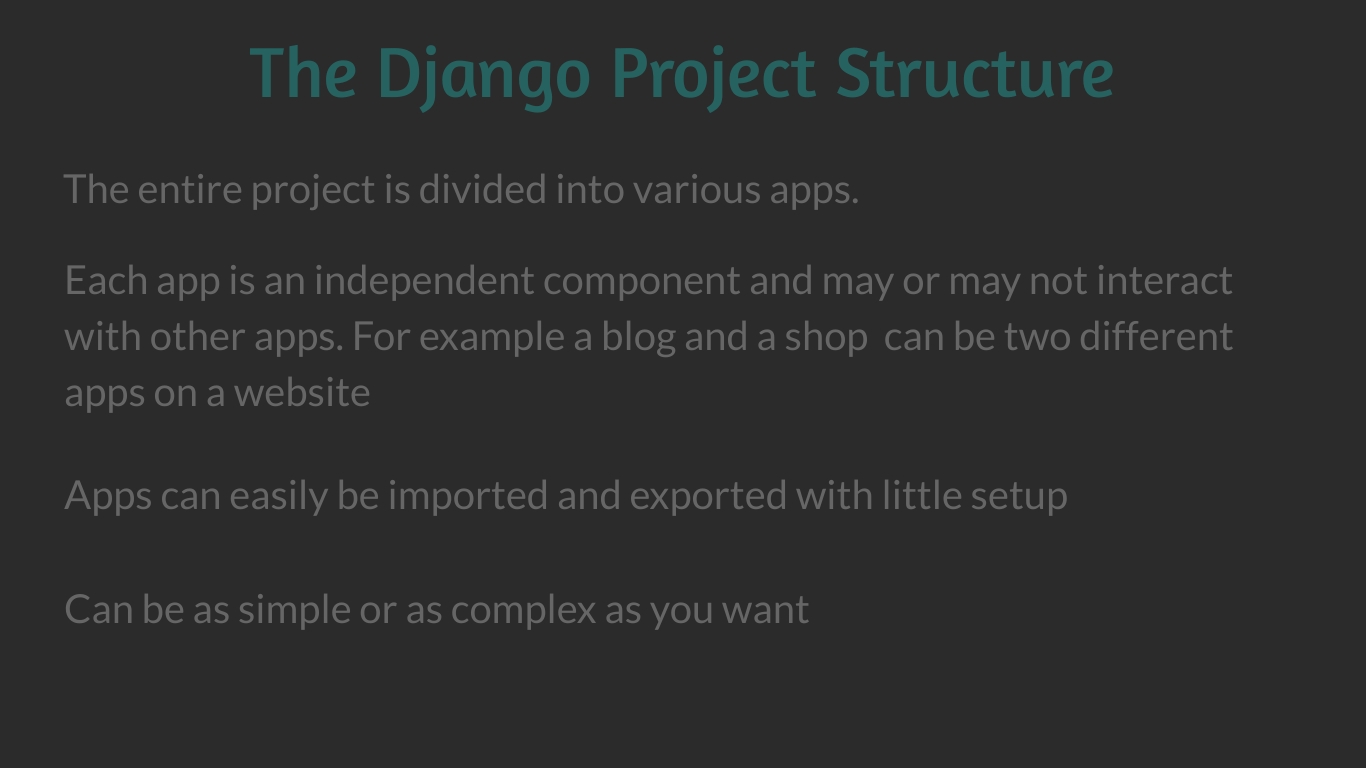 The Django Project Structure
The entire project is divided into various apps.
Each app is an independent component and may or may not interact
with other apps. For example a blog and a shop  can be two different
apps on a website
Apps can easily be imported and exported with little setup
Can be as simple or as complex as you want